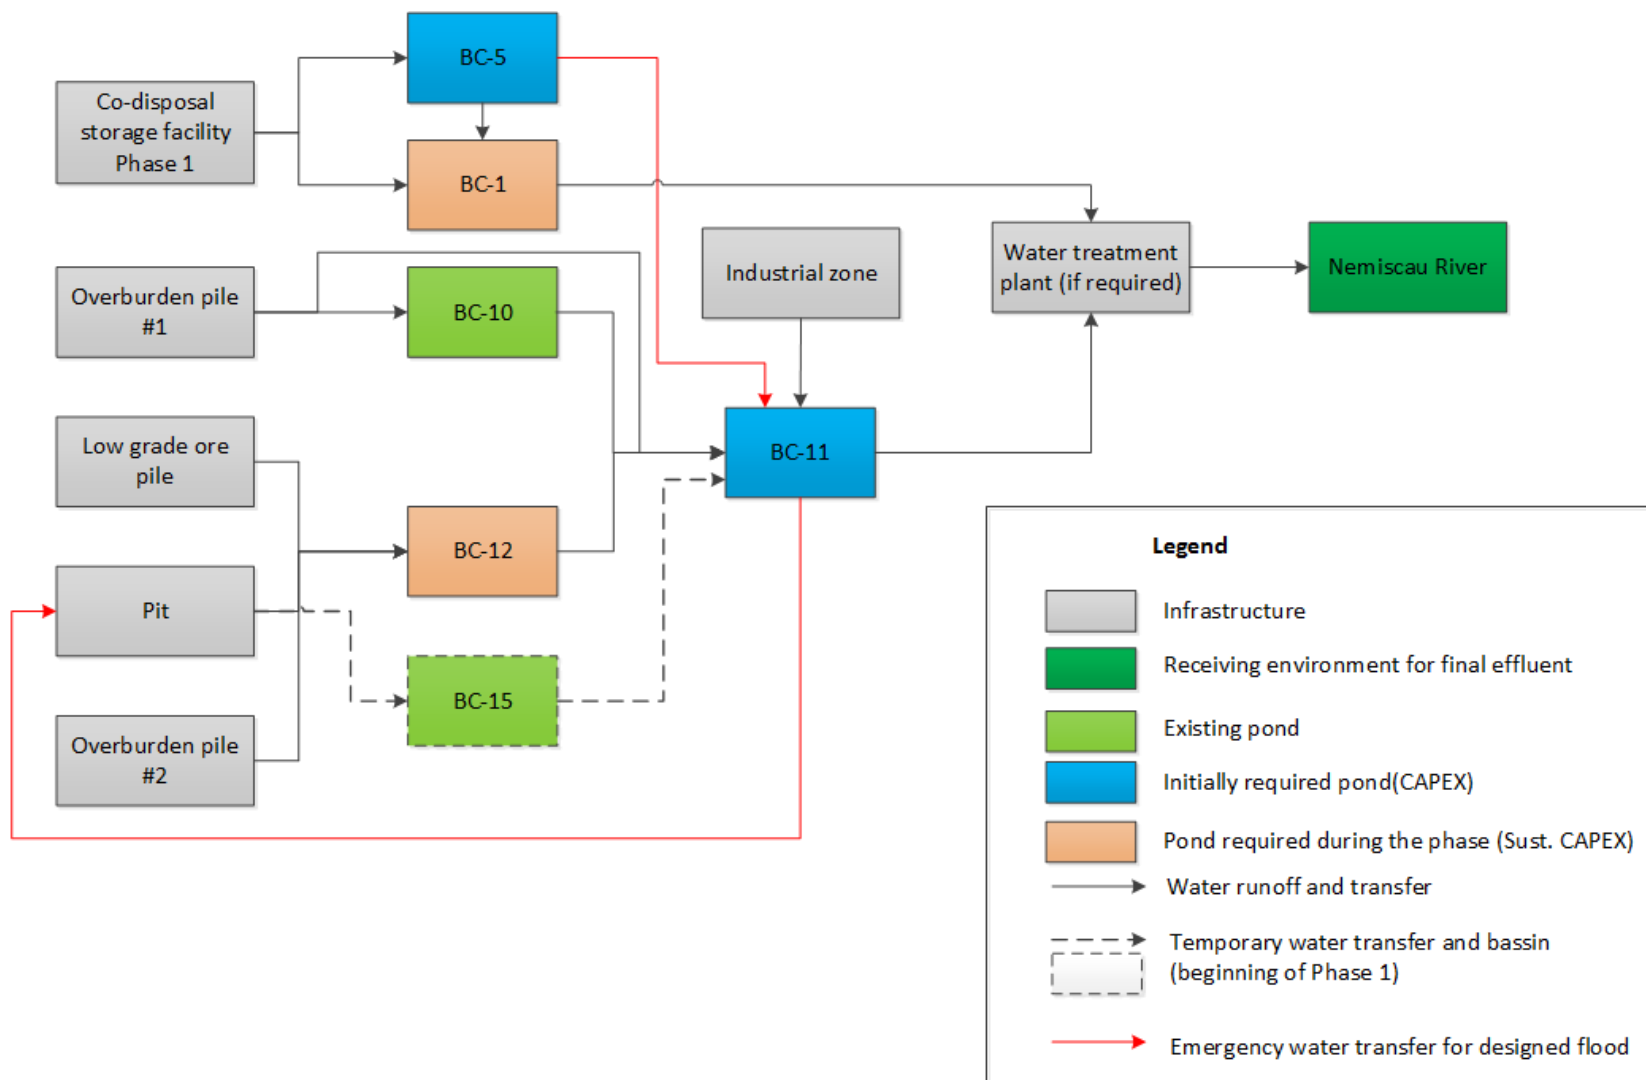 BC-5
Co-disposal
storage facility
Phase 1
BC-1
Industrial zone
Water treatment
plant (if required)
Nemiscau River
Overburden pile
#1
BC-10
Low grade ore
pile
BC-11
BC-12
Pit
BC-15
Overburden pile
#2
Legend
Infrastructure
Receiving environment for final effluent
Existing pond
Initially required pond(CAPEX)
Pond required during the phase (Sust. CAPEX)
Water runoff and transfer
Temporary water transfer and bassin
(beginning of Phase 1)
Emergency water transfer for designed flood